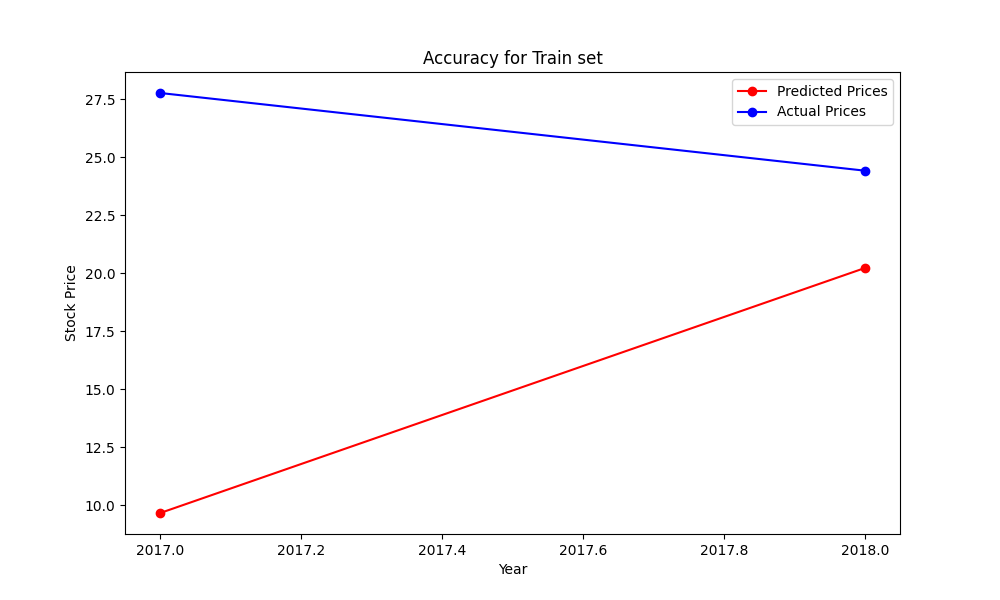 Accuracy for Train set
Predicted Prices
Actual Prices
27.5
25.0
22.5
20.0
17.5
15.0
12.5
10.0
Stock Price
2017.0 2017.2 2017.4 2017.6 2017.8 2018.0
Year